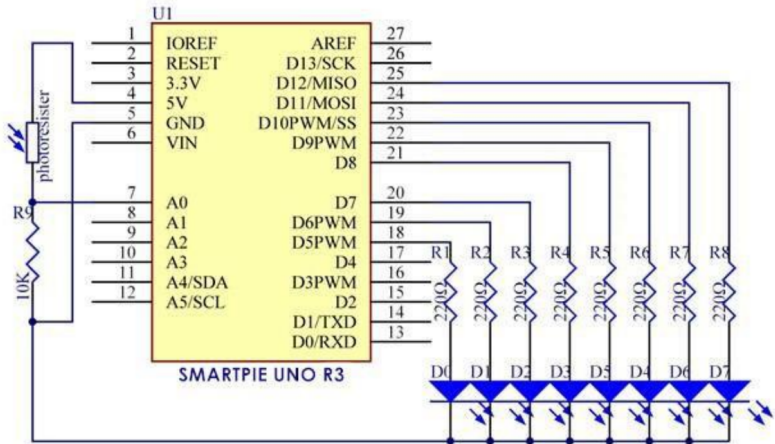 U1
1 IOREF AREF 27
2 RESET D13/SCK 26
3 3.3V D12/MISO 25
4 5V D11/MOSI 24
5 GND D10PWM/SS 23
6 VIN D9PWM 22
D8 21
photoresister
7 A0 D7 20
8 A1 D6PWM 19
9 A2 D5PWM 18
10 A3 D4 17
11 A4/SDA D3PWM 16
12 A5/SCL D2 15
D1/TXD 14
D0/RXD 13
R9
10K
R1 R2 R3 R4 R5 R6 R7 R8
220Ω 220Ω 220Ω 220Ω 220Ω 220Ω 220Ω 220Ω
SMARTPIE UNO R3
D0 D1 D2 D3 D5 D4 D6 D7